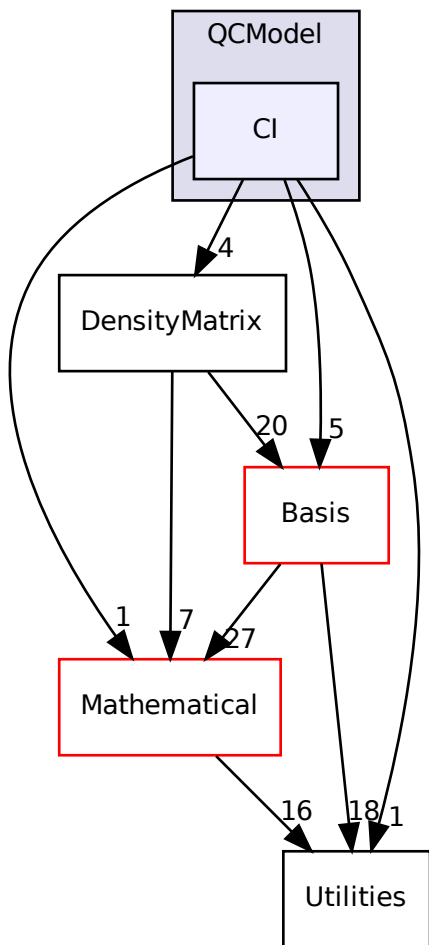 QCModel
CI
4
DensityMatrix
20
5
Basis
1
7
27
Mathematical
16
18
1
Utilities